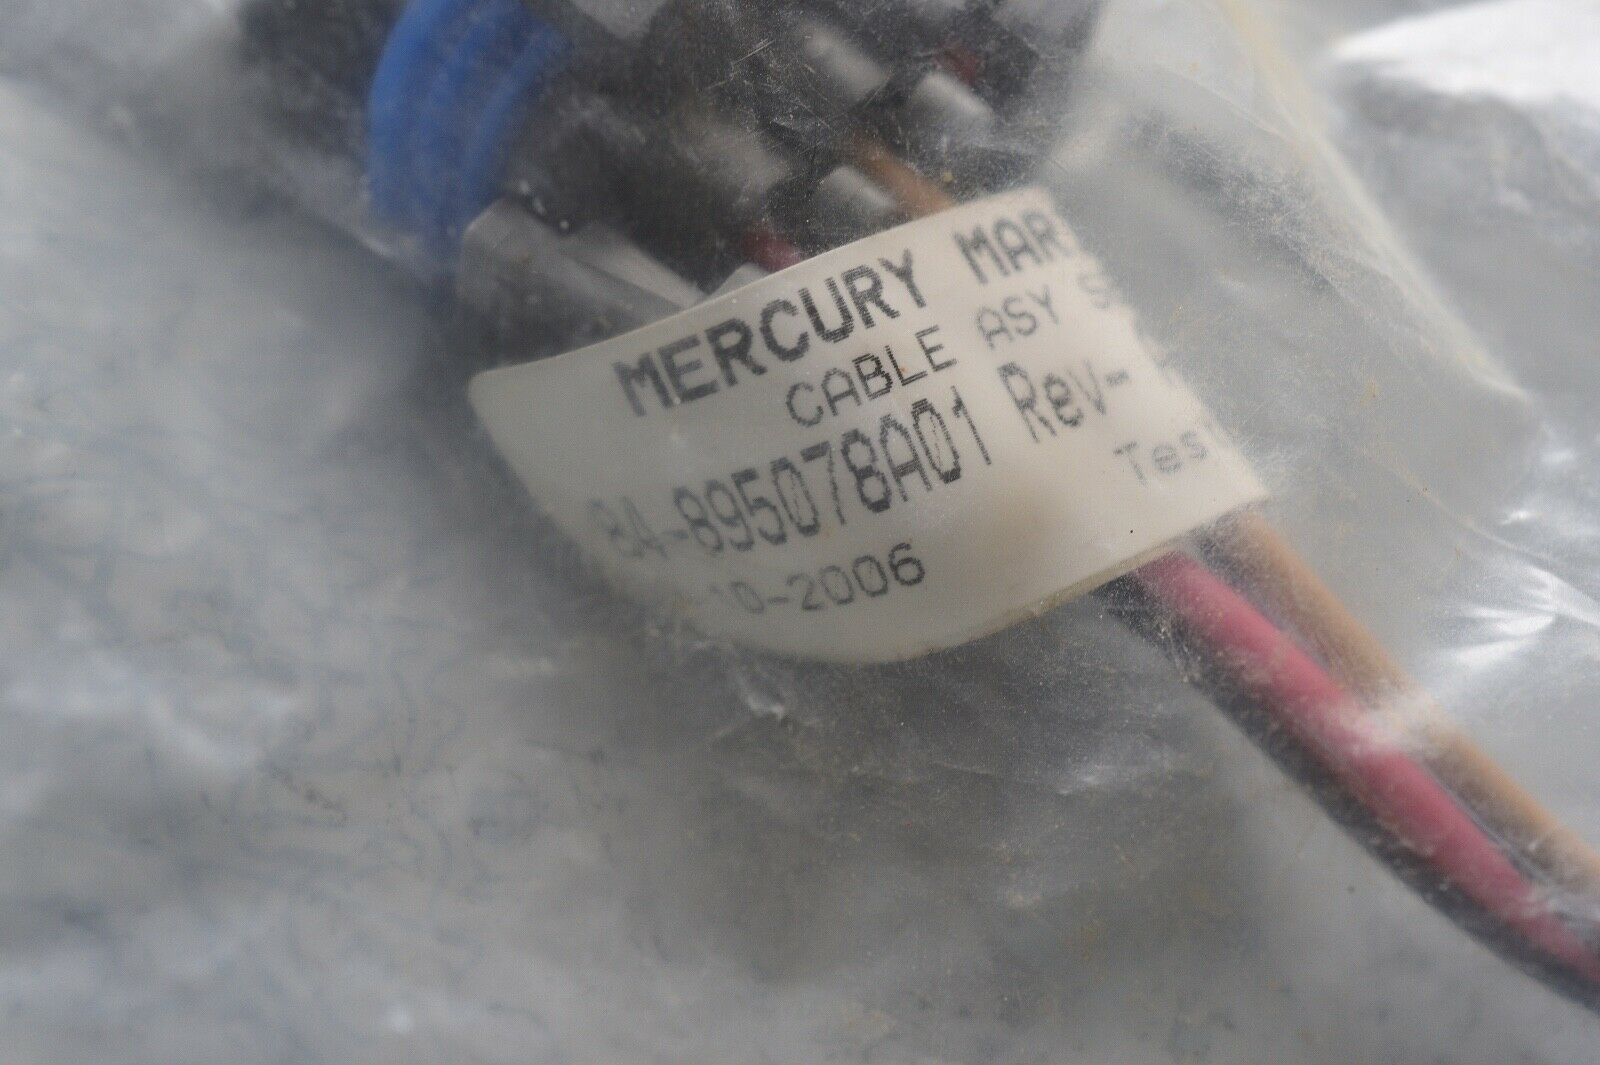 MERCURY MAR
CABLE ASY S
84-895078A01 Rev-
Tes
-10-2006